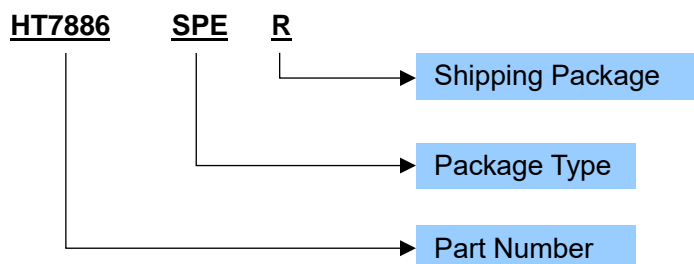 HT7886 SPE R
Shipping Package
Package Type
Part Number